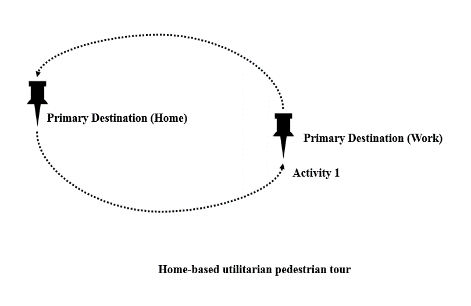 Primary Destination (Home)
Primary Destination (Work)
Activity 1
Home-based utilitarian pedestrian tour